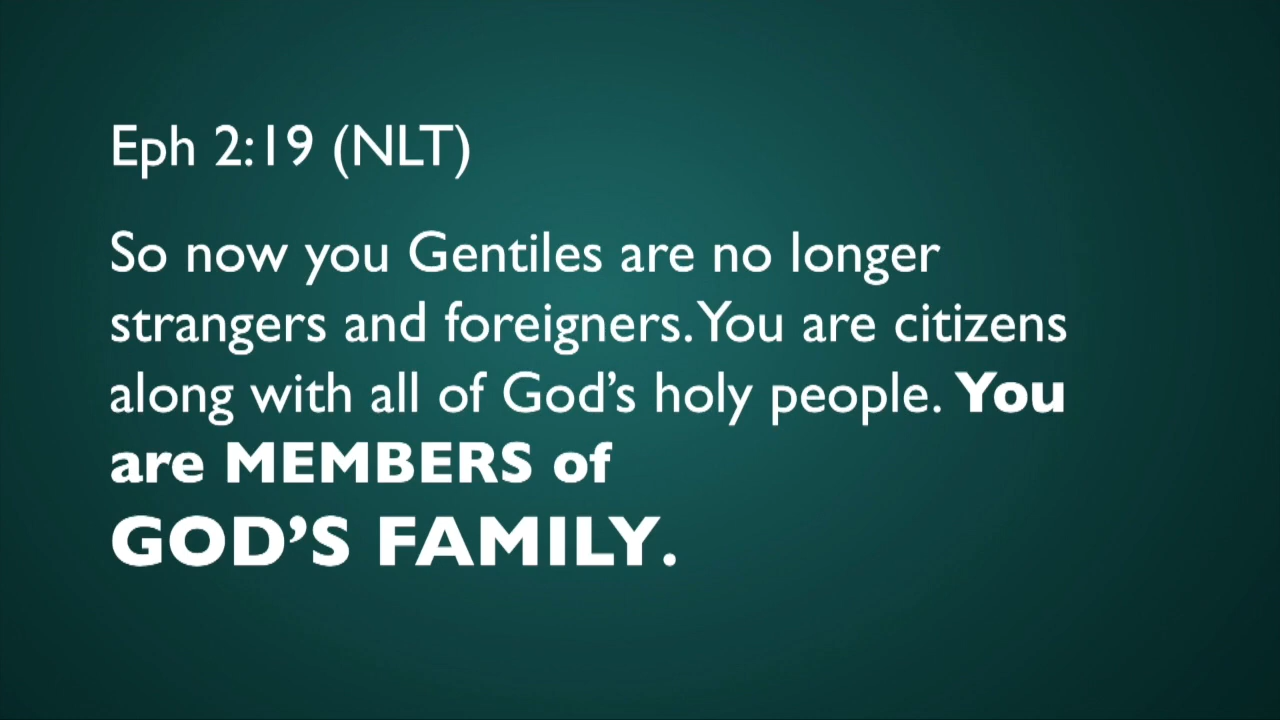 Eph 2:19 (NLT)
So now you Gentiles are no longer
strangers and foreigners. You are citizens
along with all of God’s holy people. You
are MEMBERS of
GOD’S FAMILY.